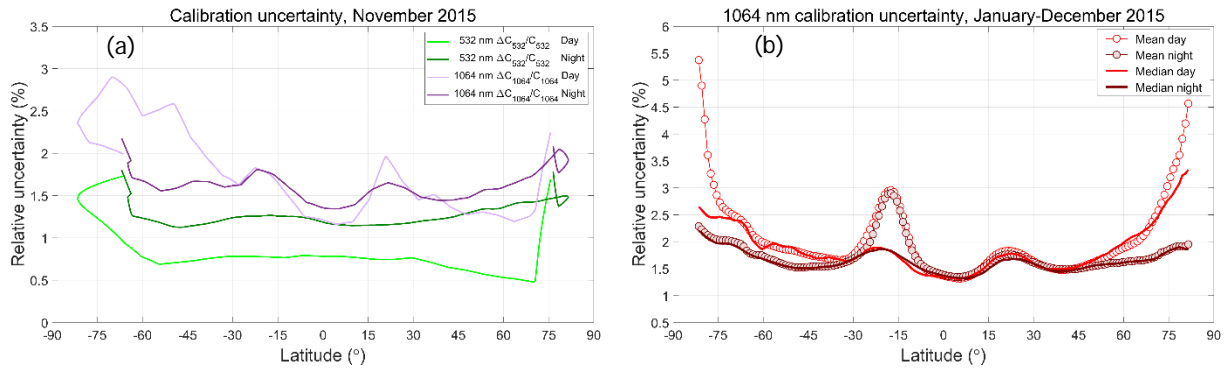 Calibration uncertainty, November 2015
(a)
532 nm ΔC532/C532 Day
532 nm ΔC532/C532 Night
1064 nm ΔC1064/C1064 Day
1064 nm ΔC1064/C1064 Night
Relative uncertainty (%)
3.5
3
2.5
2
1.5
1
0.5
0
-90 -75 -60 -45 -30 -15 0 15 30 45 60 75 90
Latitude (°)
1064 nm calibration uncertainty, January-December 2015
(b)
Mean day
Mean night
Median day
Median night
Relative uncertainty (%)
6
5.5
5
4.5
4
3.5
3
2.5
2
1.5
1
0.5
-90 -75 -60 -45 -30 -15 0 15 30 45 60 75 90
Latitude (°)